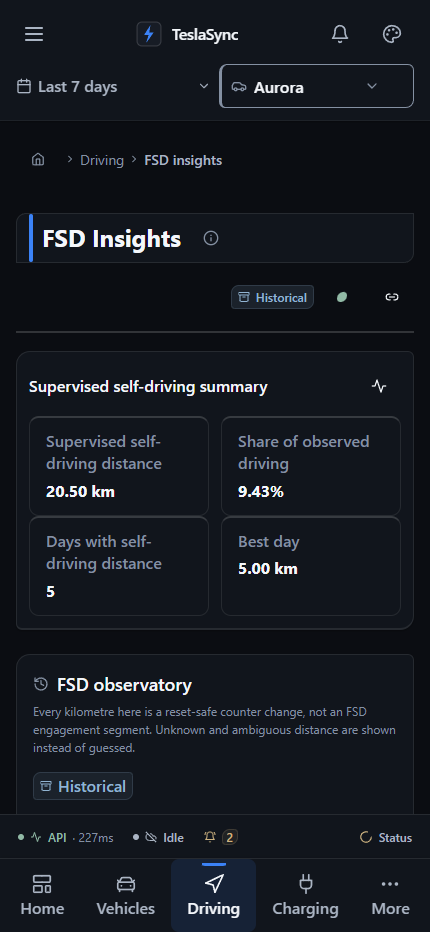 TeslaSync
Last 7 days
Aurora
Driving
FSD insights
FSD Insights
Historical
Supervised self-driving summary
Supervised self-
driving distance
20.50 km
Share of observed
driving
9.43%
Days with self-
driving distance
5
Best day
5.00 km
FSD observatory
Every kilometre here is a reset-safe counter change, not an FSD
engagement segment. Unknown and ambiguous distance are shown
instead of guessed.
Historical
API · 227ms
Idle
2
Status
Home
Vehicles
Driving
Charging
More